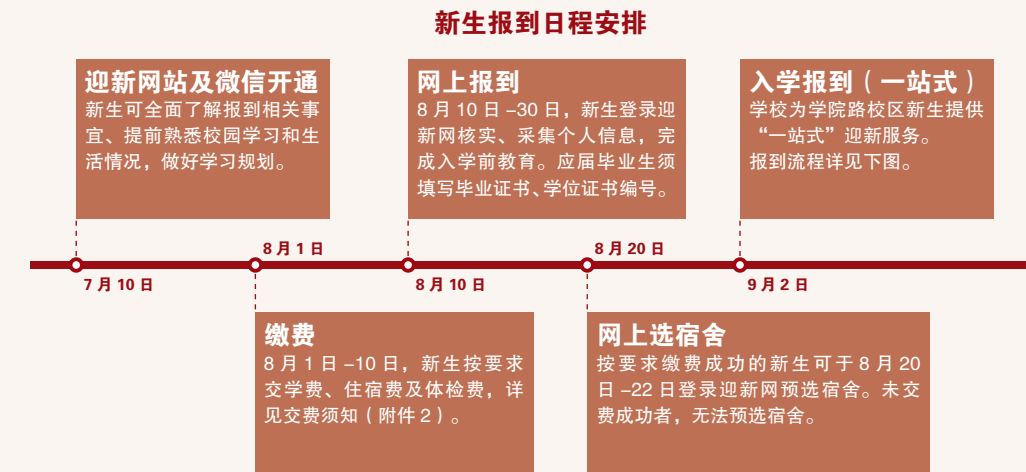 新生报到日程安排
迎新网站及微信开通
新生可全面了解报到相关事
宜、提前熟悉校园学习和生
活情况，做好学习规划。
网上报到
8 月 10 日 –30 日，新生登录迎
新网核实、采集个人信息，完
成入学前教育。应届毕业生须
填写毕业证书、学位证书编号。
入学报到（一站式）
学校为学院路校区新生提供
“一站式”迎新服务。
报到流程详见下图。
8 月 1 日
8 月 20 日
7 月 10 日
8 月 10 日
9 月 2 日
缴费
8 月 1 日 –10 日，新生按要求
交学费、住宿费及体检费，详
见交费须知（附件 2）。
网上选宿舍
按要求缴费成功的新生可于 8 月 20
日 –22 日登录迎新网预选宿舍。未交
费成功者，无法预选宿舍。